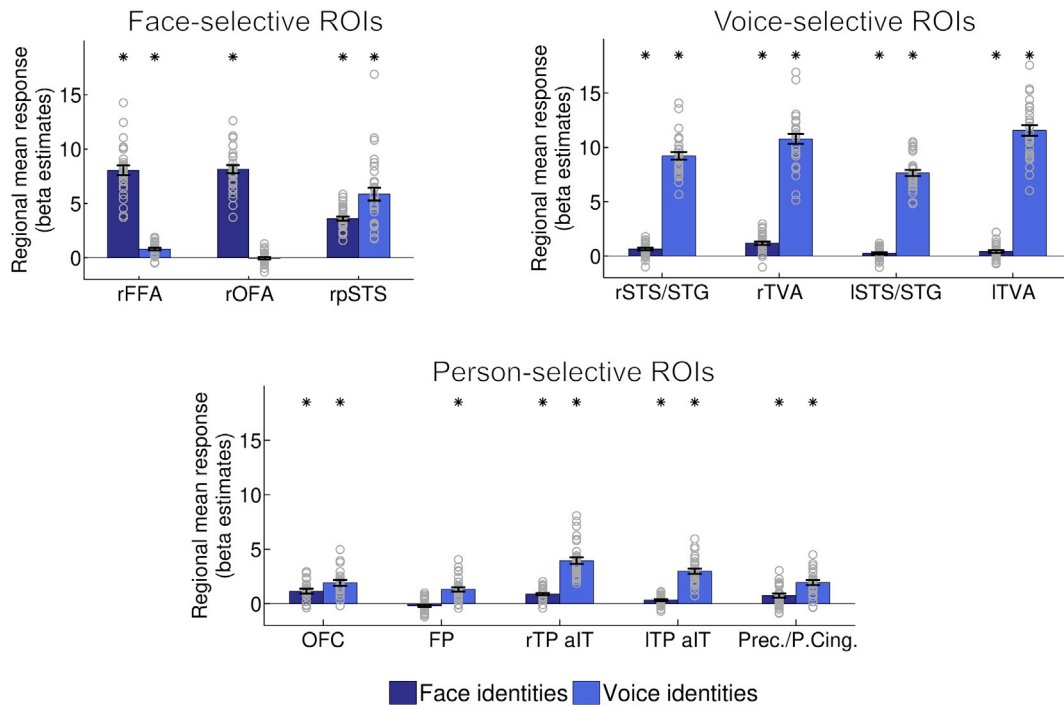 Face-selective ROIs
* * * * *
Regional mean response
(beta estimates)
15
10
5
0
rFFA rOFA rpSTS
Voice-selective ROIs
* * * * * * * *
Regional mean response
(beta estimates)
15
10
5
0
rSTS/STG rTVA lSTS/STG lTVA
Person-selective ROIs
* * * * * * * * *
Regional mean response
(beta estimates)
15
10
5
0
OFC FP rTP aIT lTP aIT Prec./P.Cing.
Face identities Voice identities